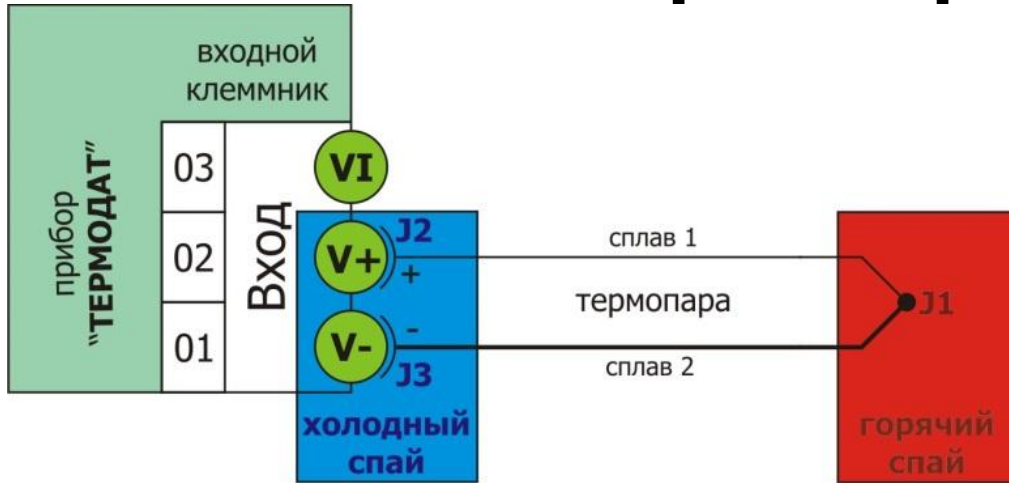 входной
клеммник
прибор
"ТЕРМОДАТ"
03
02
01
Вход
VI
V+
J2
+
V-
-
J3
холодный
спай
сплав 1
термопара
сплав 2
J1
горячий
спай